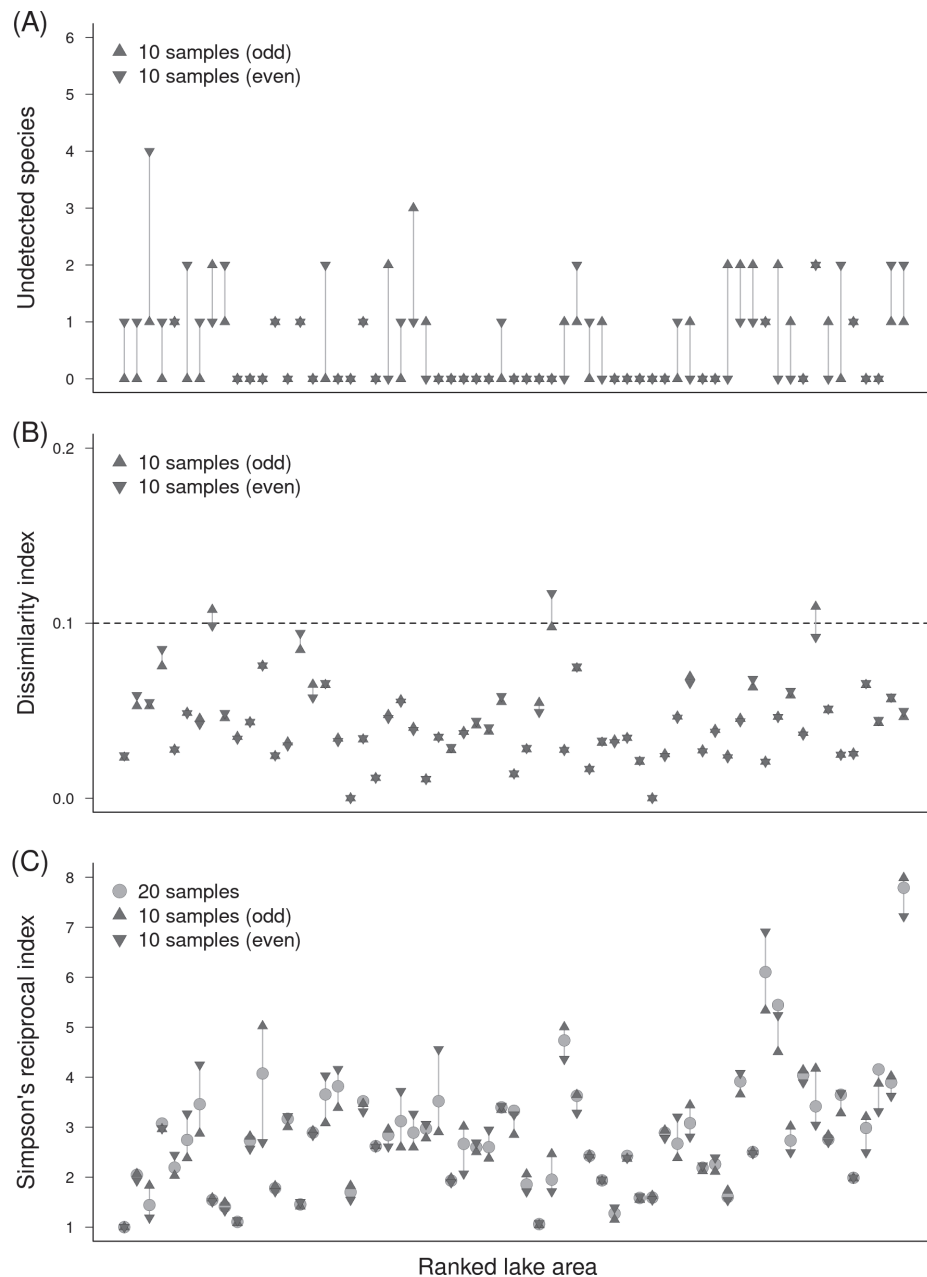 (A)
Undetected species
6
5
4
3
2
1
0
10 samples (odd)
10 samples (even)
(B)
Dissimilarity index
0.2
0.1
0.0
10 samples (odd)
10 samples (even)
(C)
Simpson's reciprocal index
8
7
6
5
4
3
2
1
20 samples
10 samples (odd)
10 samples (even)
Ranked lake area